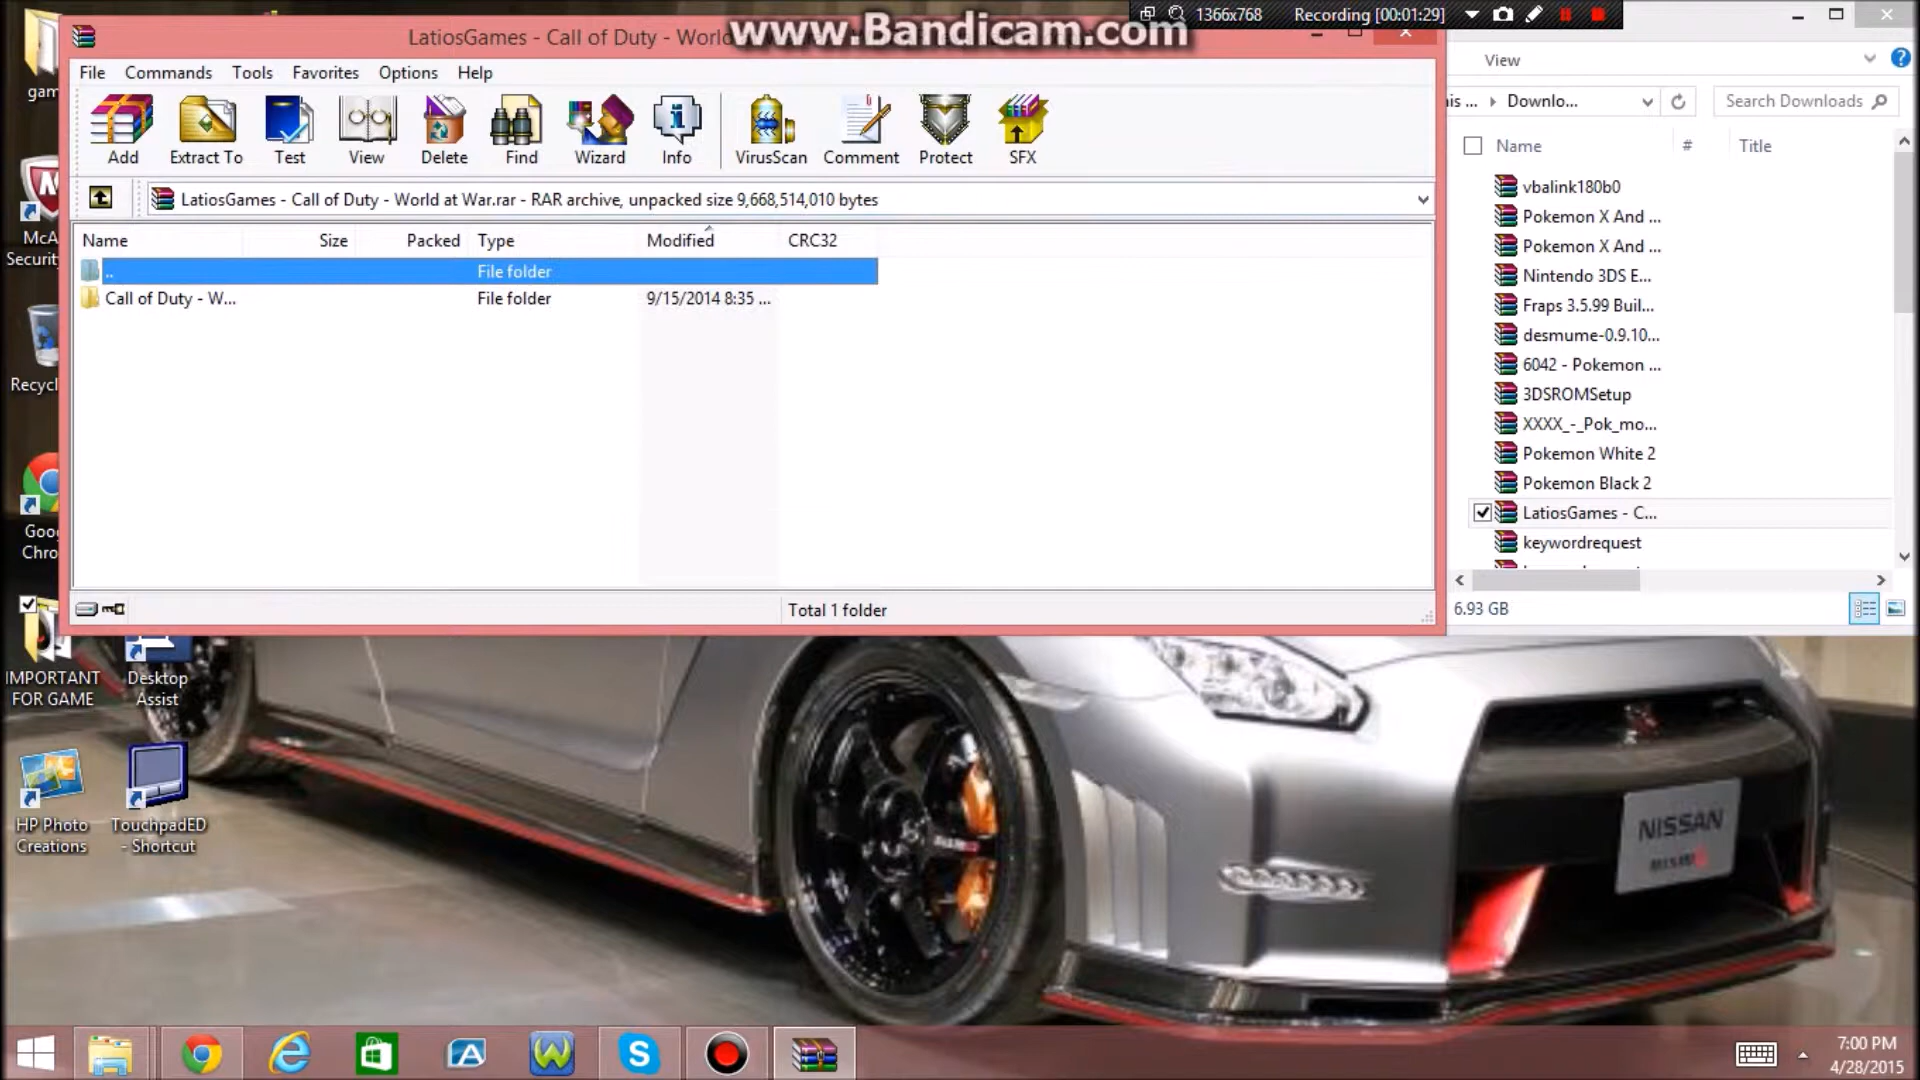 www.Bandicam.com
1366x768
Recording [00:01:29]
LatiosGames - Call of Duty - World
File Commands Tools Favorites Options Help
Add Extract To Test View Delete Find Wizard Info VirusScan Comment Protect SFX
LatiosGames - Call of Duty - World at War.rar - RAR archive, unpacked size 9,668,514,010 bytes
Name Size Packed Type Modified CRC32
.. File folder
Call of Duty - W... File folder 9/15/2014 8:35 ...
Total 1 folder
View
is ... Downlo... Search Downloads
Name # Title
vbalink180b0
Pokemon X And ...
Pokemon X And ...
Nintendo 3DS E...
Fraps 3.5.99 Buil...
desmume-0.9.10...
6042 - Pokemon ...
3DSROMSetup
XXXX_-_Pok_mo...
Pokemon White 2
Pokemon Black 2
LatiosGames - C...
keywordrequest
6.93 GB
gam
McA
Security
Recycl
Goo
Chro
IMPORTANT
FOR GAME
Desktop
Assist
HP Photo
Creations
TouchpadED
- Shortcut
NISSAN
7:00 PM
4/28/2015